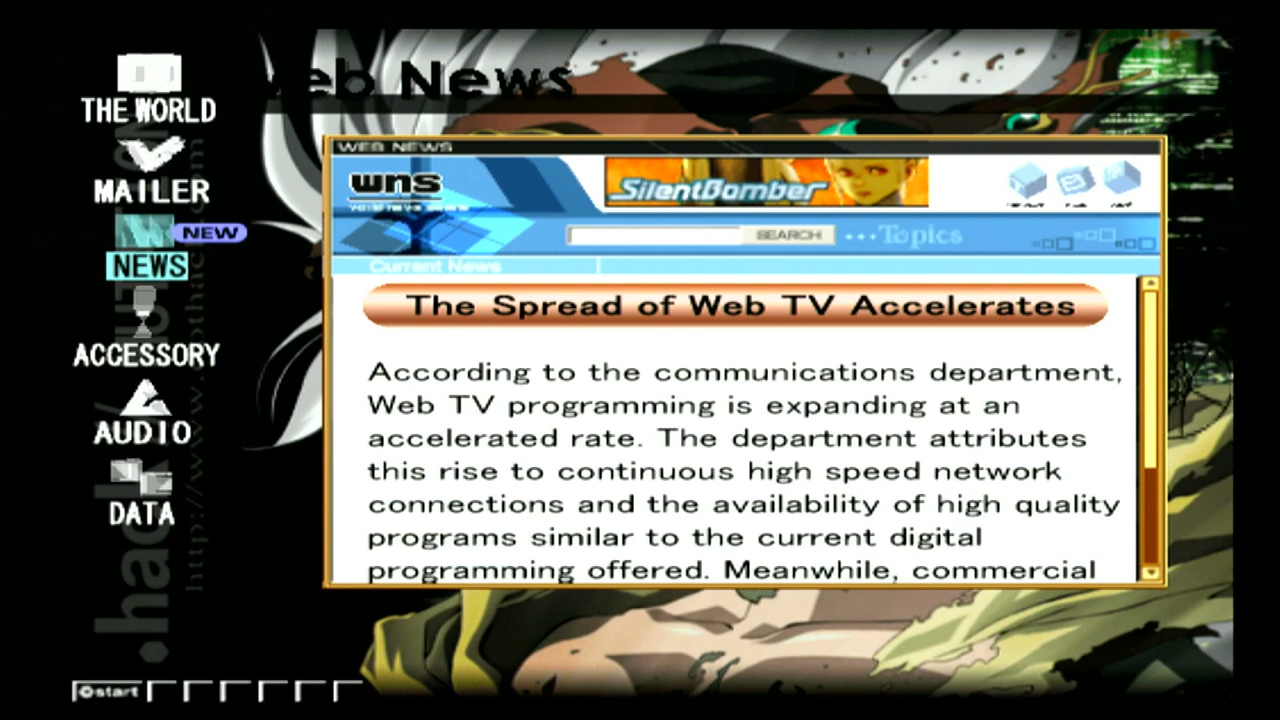 Web News
THE WORLD
MAILER
NEW
NEWS
ACCESSORY
AUDIO
DATA
start
.hack
WEB NEWS
wns
SilentBomber
SEARCH
...Topics
Current News
The Spread of Web TV Accelerates
According to the communications department,
Web TV programming is expanding at an
accelerated rate. The department attributes
this rise to continuous high speed network
connections and the availability of high quality
programs similar to the current digital
programming offered. Meanwhile, commercial